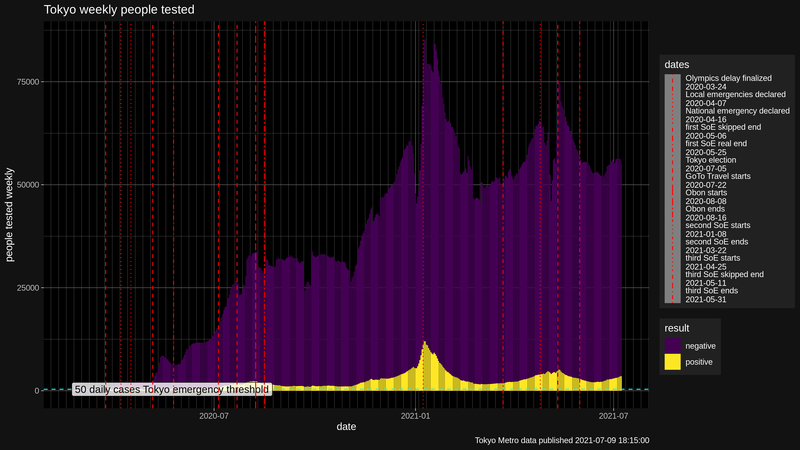 Tokyo weekly people tested
75000
50000
25000
0
people tested weekly
50 daily cases Tokyo emergency threshold
2020-07
2021-01
2021-07
date
dates
Olympics delay finalized
2020-03-24
Local emergencies declared
2020-04-07
National emergency declared
2020-04-16
first SoE skipped end
2020-05-06
first SoE real end
2020-05-25
Tokyo election
2020-07-05
GoTo Travel starts
2020-07-22
Obon starts
2020-08-08
Obon ends
2020-08-16
second SoE starts
2021-01-08
second SoE ends
2021-03-22
third SoE starts
2021-04-25
third SoE skipped end
2021-05-11
third SoE ends
2021-05-31
result
negative
positive
Tokyo Metro data published 2021-07-09 18:15:00